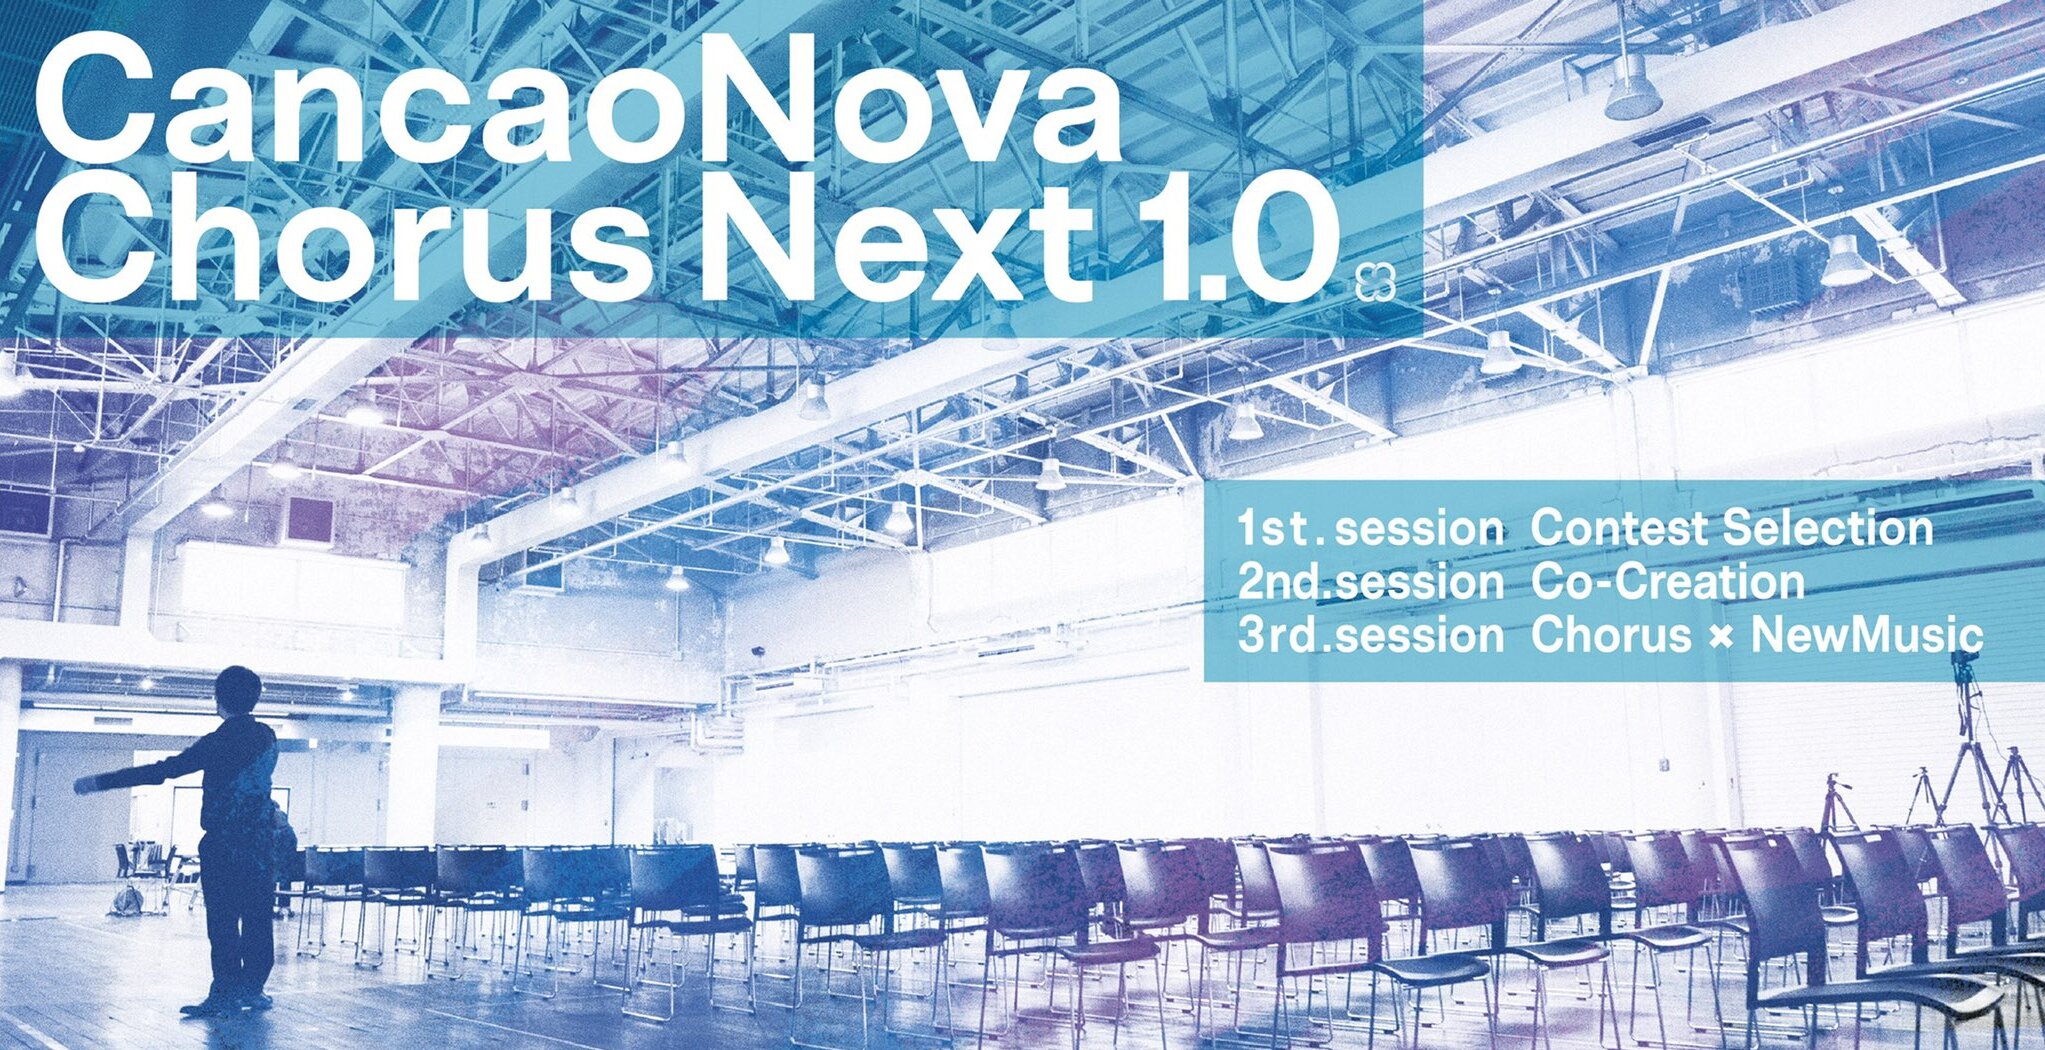 CancaoNova
Chorus Next 1.0
1st. session Contest Selection
2nd.session Co-Creation
3rd.session Chorus × NewMusic